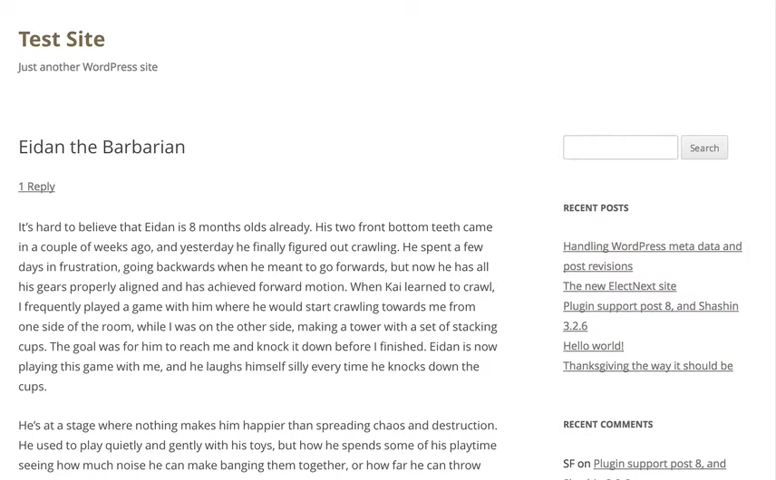 Test Site
Just another WordPress site
Eidan the Barbarian
1 Reply
It's hard to believe that Eidan is 8 months olds already. His two front bottom teeth came
in a couple of weeks ago, and yesterday he finally figured out crawling. He spent a few
days in frustration, going backwards when he meant to go forwards, but now he has all
his gears properly aligned and has achieved forward motion. When Kai learned to crawl,
I frequently played a game with him where he would start crawling towards me from
one side of the room, while I was on the other side, making a tower with a set of stacking
cups. The goal was for him to reach me and knock it down before I finished. Eidan is now
playing this game with me, and he laughs himself silly every time he knocks down the
cups.
He's at a stage where nothing makes him happier than spreading chaos and destruction.
He used to play quietly and gently with his toys, but how he spends some of his playtime
seeing how much noise he can make banging them together, or how far he can throw
Search
RECENT POSTS
Handling WordPress meta data and
post revisions
The new ElectNext site
Plugin support post 8, and Shashin
3.2.6
Hello world!
Thanksgiving the way it should be
RECENT COMMENTS
SF on Plugin support post 8, and